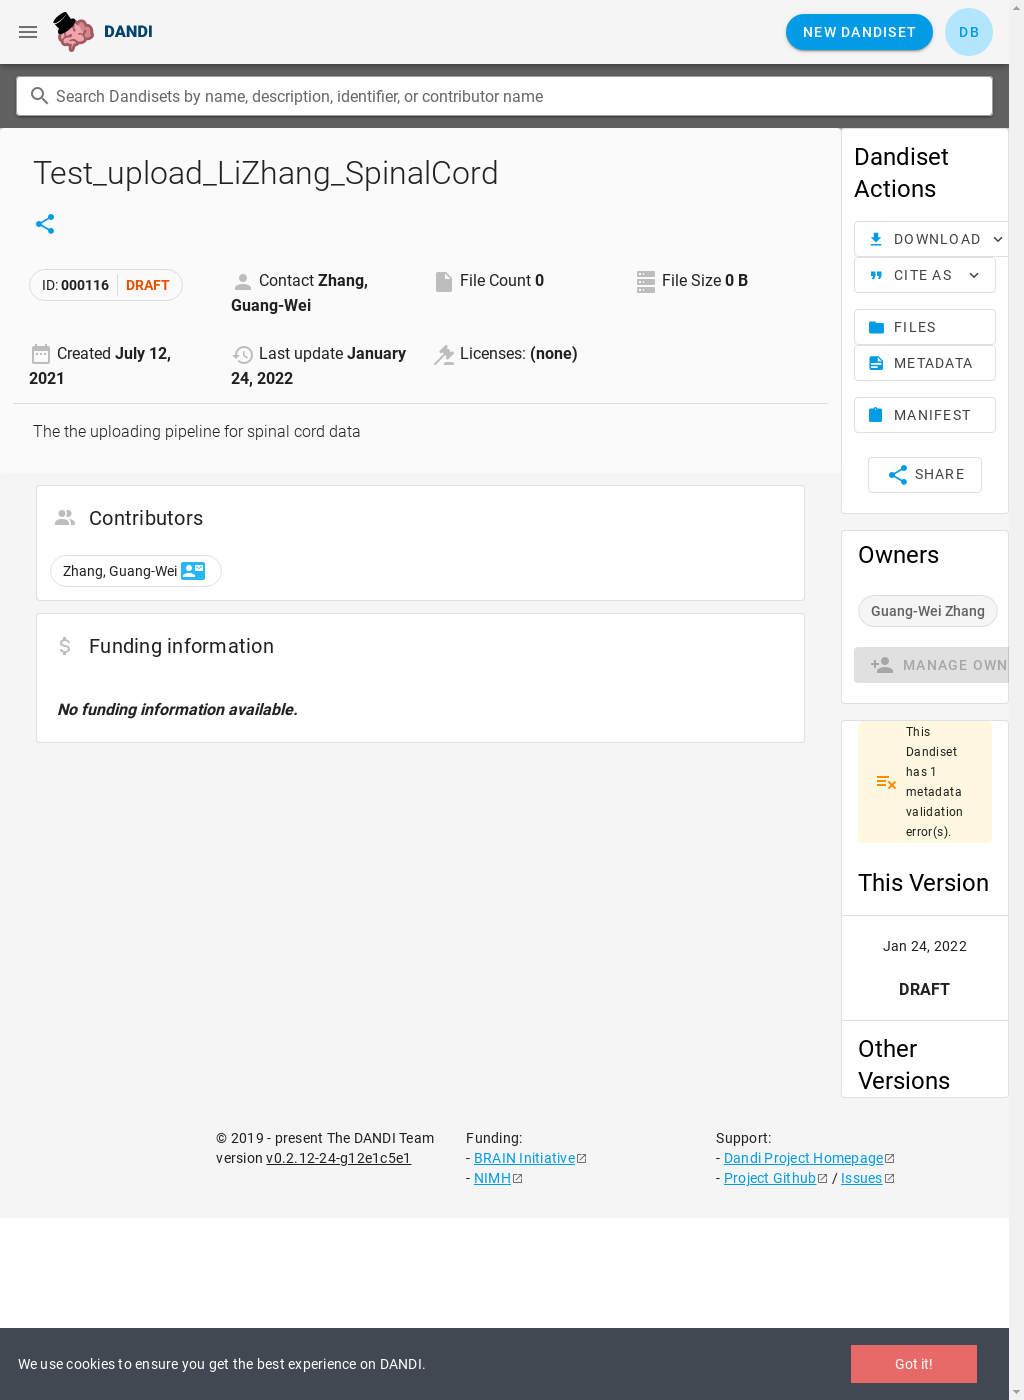 DANDI
NEW DANDISET
DB
Search Dandisets by name, description, identifier, or contributor name
Test_upload_LiZhang_SpinalCord
ID: 000116 DRAFT
Contact Zhang,
Guang-Wei
File Count 0
File Size 0 B
Created July 12,
2021
Last update January
24, 2022
Licenses: (none)
The the uploading pipeline for spinal cord data
Contributors
Zhang, Guang-Wei
Funding information
No funding information available.
Dandiset
Actions
DOWNLOAD
CITE AS
FILES
METADATA
MANIFEST
SHARE
Owners
Guang-Wei Zhang
MANAGE OWN
This
Dandiset
has 1
metadata
validation
error(s).
This Version
Jan 24, 2022
DRAFT
Other
Versions
© 2019 - present The DANDI Team
version v0.2.12-24-g12e1c5e1
Funding:
- BRAIN Initiative
- NIMH
Support:
- Dandi Project Homepage
- Project Github / Issues
We use cookies to ensure you get the best experience on DANDI.
Got it!